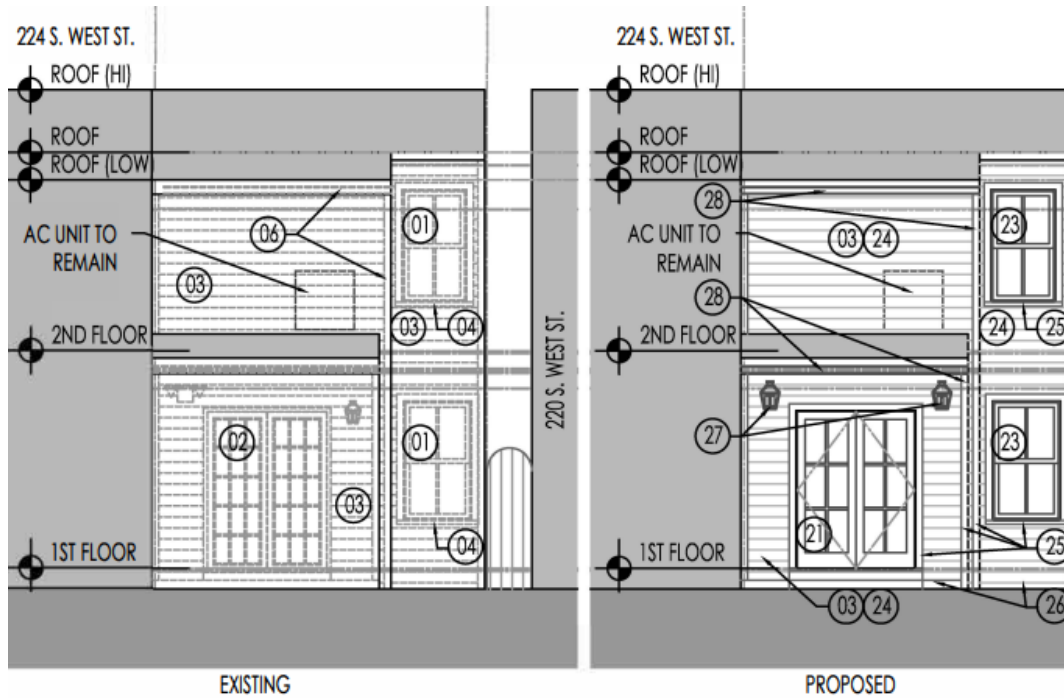 224 S. WEST ST.
ROOF (HI)
ROOF
ROOF (LOW)
AC UNIT TO
REMAIN
06
01
03
03
04
2ND FLOOR
02
01
03
04
1ST FLOOR
220 S. WEST ST.
EXISTING
224 S. WEST ST.
ROOF (HI)
ROOF
ROOF (LOW)
28
AC UNIT TO
REMAIN
03 24
23
28
24
25
2ND FLOOR
27
23
21
1ST FLOOR
25
03 24
26
PROPOSED